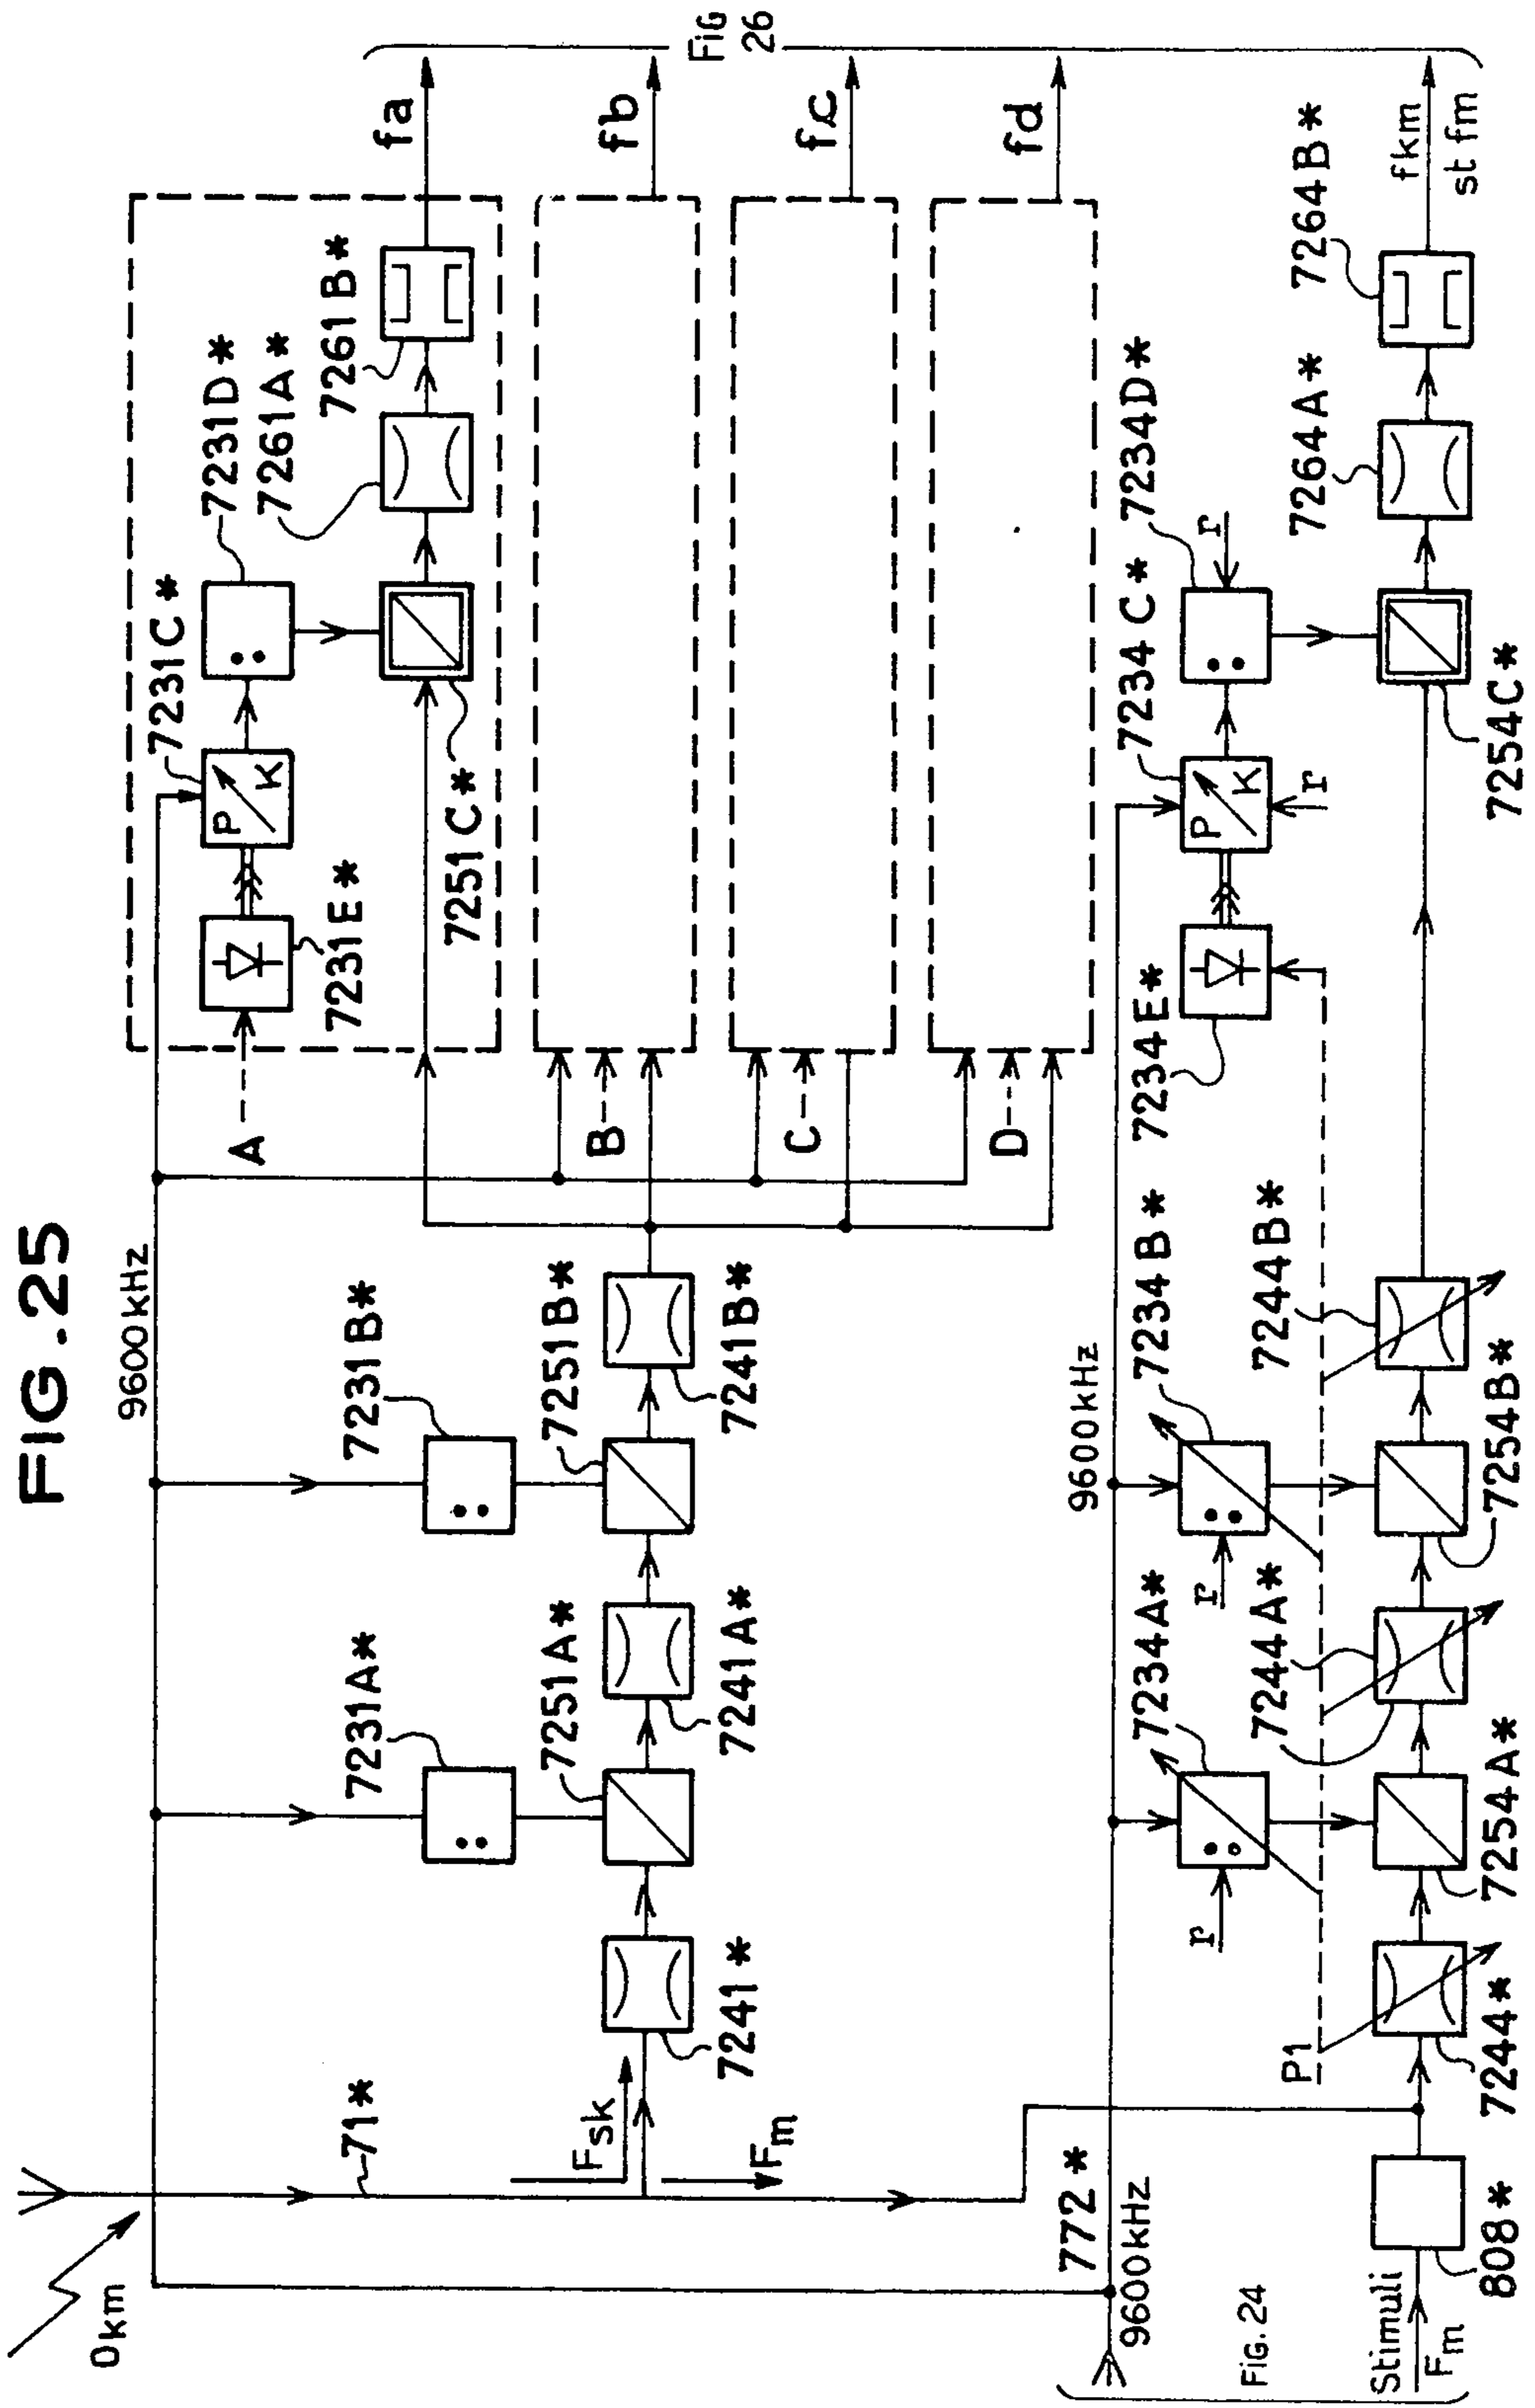 FIG.25
0km
71*
9600kHz
Fsk
Fm
7241*
7231A*
7251A*
7241A*
7231B*
7251B*
7241B*
A
7231E*
P
K
7231C*
7231D*
7251C*
7261A*
7261B*
fa
B
fb
C
fc
D
fd
Fig
26
772*
9600kHz
Fig.24
Stimuli
Fm
808*
P1
7244*
r
7234A*
7254A*
7244A*
9600kHz
r
7234B*
7254B*
7244B*
7234E*
P
K
r
7234C*
7234D*
r
7254C*
7264A*
7264B*
fkm
st fm